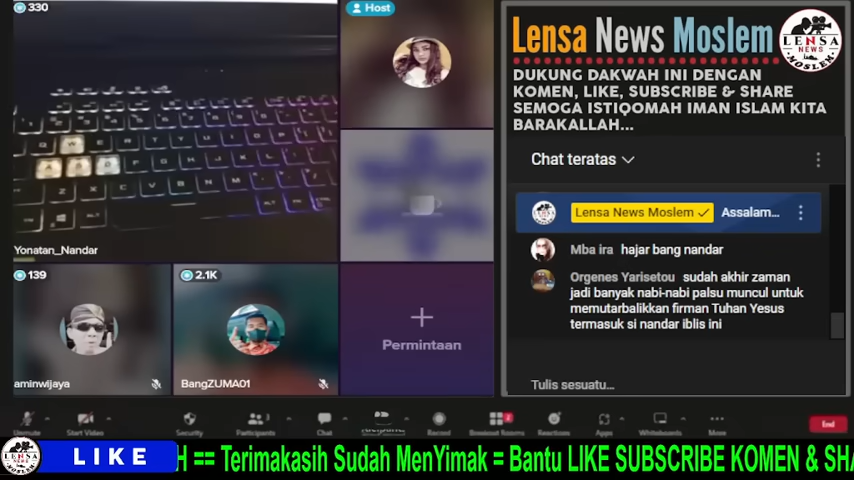 330
Yonatan_Nandar
Host
139
aminwijaya
2.1K
BangZUMA01
+
Permintaan
Lensa News Moslem
LENSA
NEWS
MOSLEM
DUKUNG DAKWAH INI DENGAN
KOMEN, LIKE, SUBSCRIBE & SHARE
SEMOGA ISTIQOMAH IMAN ISLAM KITA
BARAKALLAH...
Chat teratas
Lensa News Moslem Assalam...
Mba ira hajar bang nandar
Orgenes Yarisetou sudah akhir zaman
jadi banyak nabi-nabi palsu muncul untuk
memutarbalikkan firman Tuhan Yesus
termasuk si nandar iblis ini
Tulis sesuatu...
Unmute
Start Video
Security
Participants
3
Chat
Record
Breakout Rooms
Reactions
Apps
Whiteboards
More
End
LIKE
H == Terimakasih Sudah MenYimak = Bantu LIKE SUBSCRIBE KOMEN & SHA